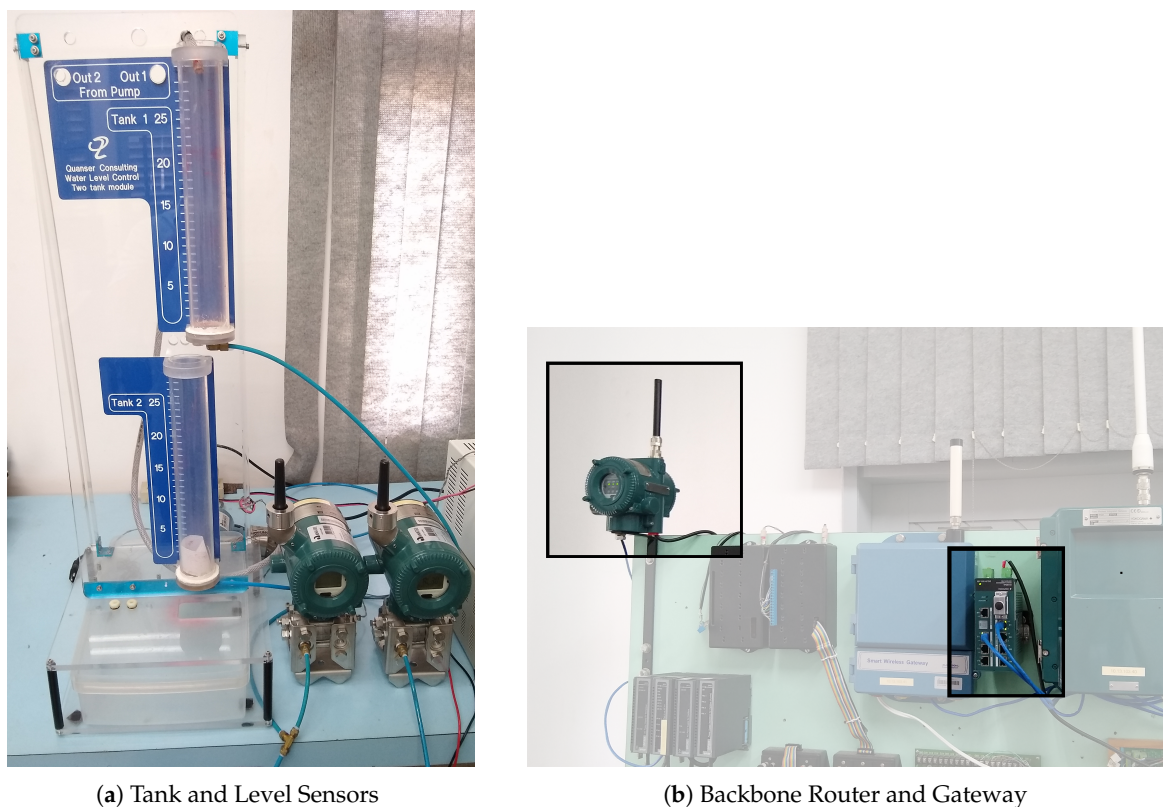 Out 2 Out 1
From Pump
Tank 1 25
20
15
10
5
Quanser Consulting
Water Level Control
Two tank module
Tank 2 25
20
15
10
5
Smart Wireless Gateway
(a) Tank and Level Sensors
(b) Backbone Router and Gateway